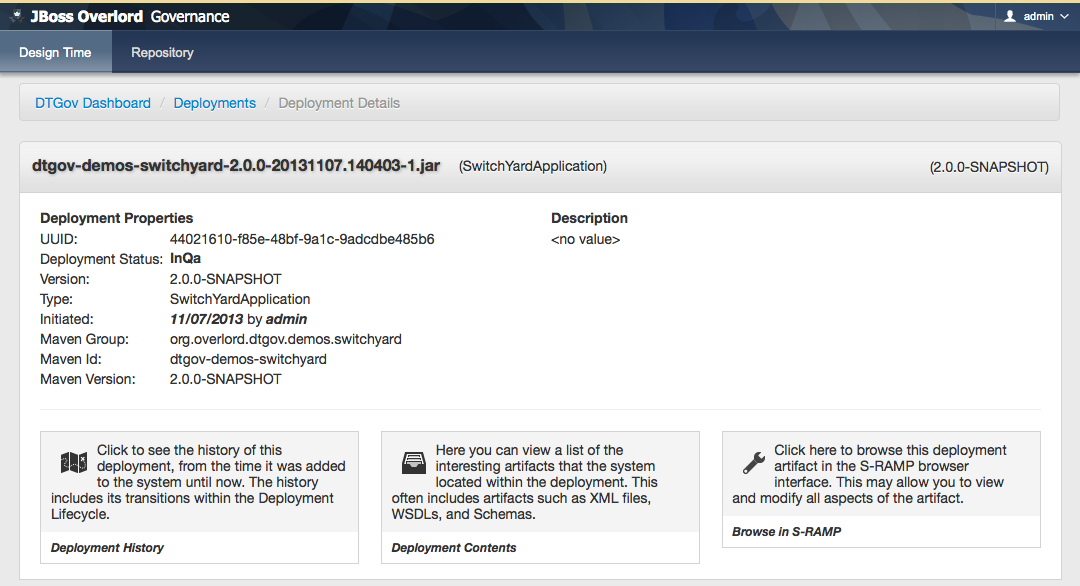 JBoss Overlord Governance
admin
Design Time
Repository
DTGov Dashboard / Deployments / Deployment Details
dtgov-demos-switchyard-2.0.0-20131107.140403-1.jar (SwitchYardApplication) (2.0.0-SNAPSHOT)
Deployment Properties
UUID: 44021610-f85e-48bf-9a1c-9adcdbe485b6
Deployment Status: InQa
Version: 2.0.0-SNAPSHOT
Type: SwitchYardApplication
Initiated: 11/07/2013 by admin
Maven Group: org.overlord.dtgov.demos.switchyard
Maven Id: dtgov-demos-switchyard
Maven Version: 2.0.0-SNAPSHOT
Description
<no value>
Click to see the history of this
deployment, from the time it was added
to the system until now. The history
includes its transitions within the Deployment
Lifecycle.
Deployment History
Here you can view a list of the
interesting artifacts that the system
located within the deployment. This
often includes artifacts such as XML files,
WSDLs, and Schemas.
Deployment Contents
Click here to browse this deployment
artifact in the S-RAMP browser
interface. This may allow you to view
and modify all aspects of the artifact.
Browse in S-RAMP